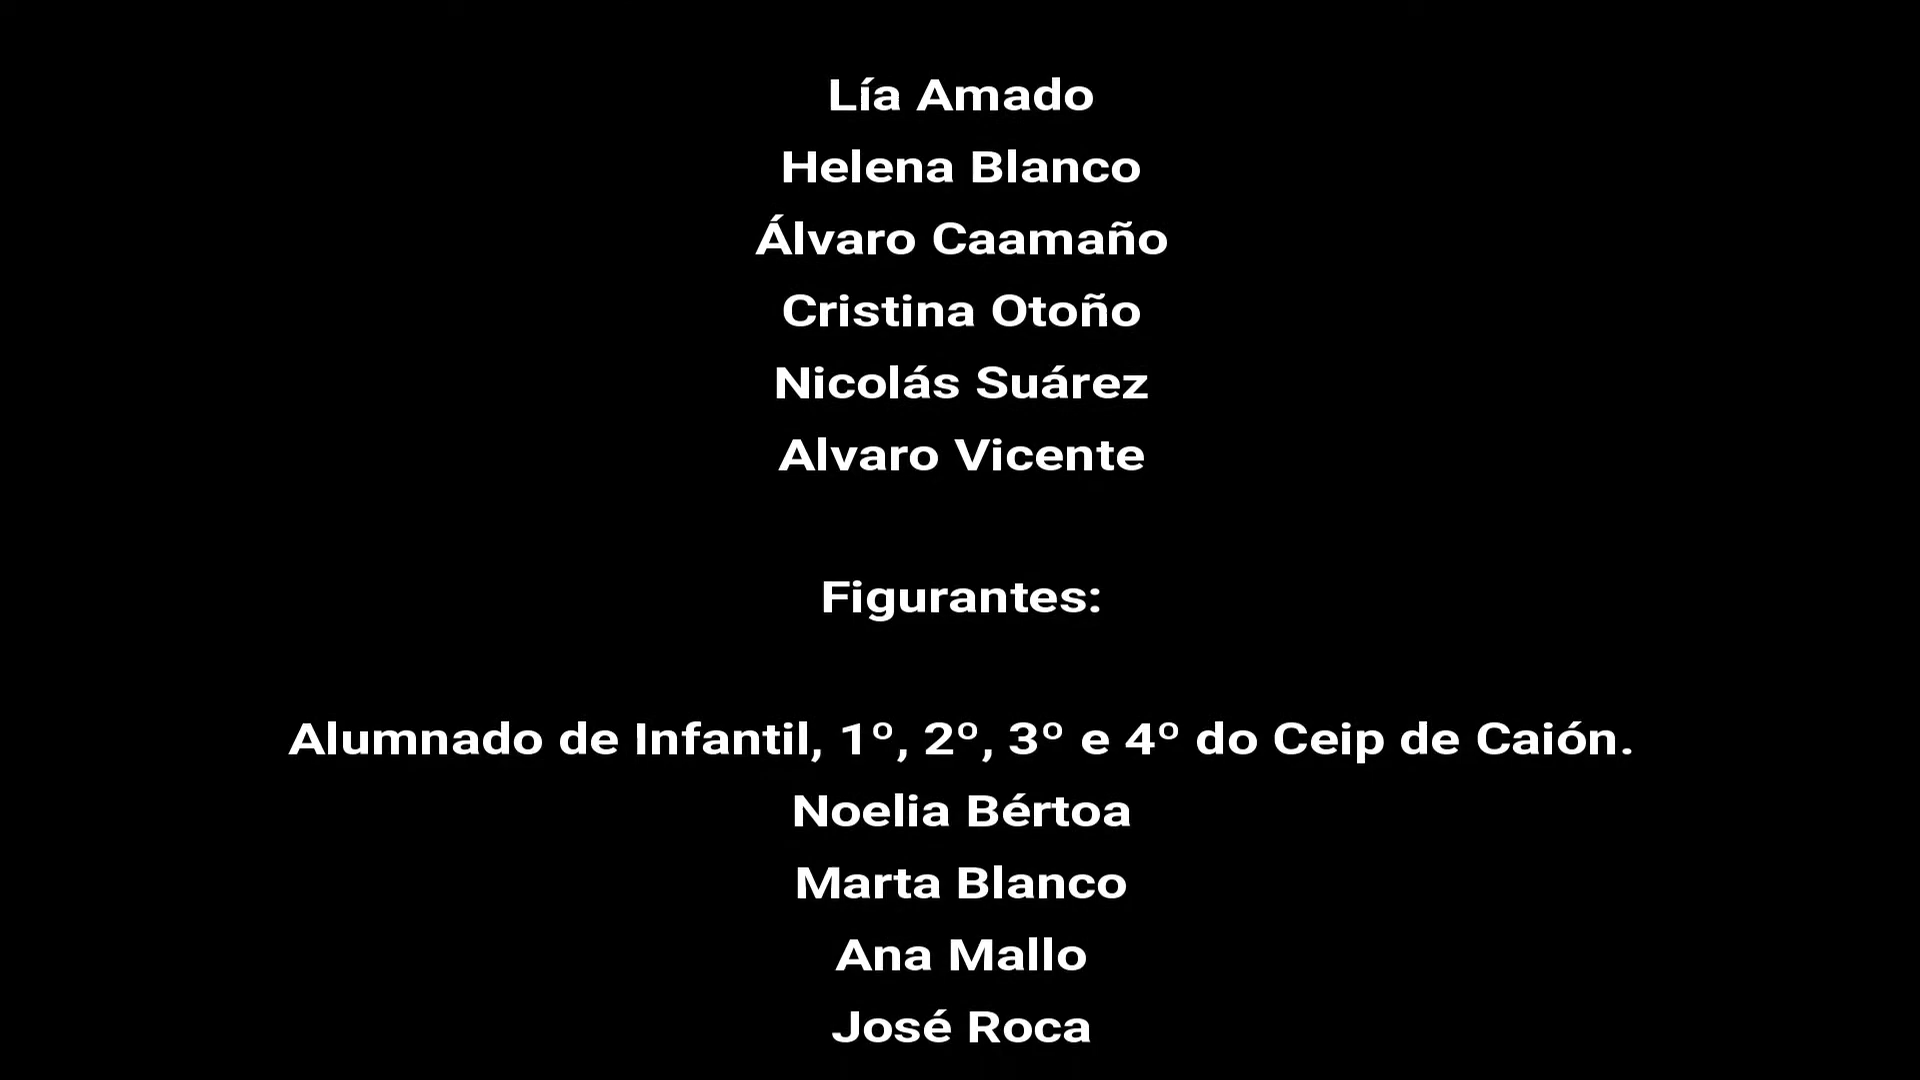 Lía Amado
Helena Blanco
Álvaro Caamaño
Cristina Otoño
Nicolás Suárez
Alvaro Vicente
Figurantes:
Alumnado de Infantil, 1º, 2º, 3º e 4º do Ceip de Caión.
Noelia Bértoa
Marta Blanco
Ana Mallo
José Roca